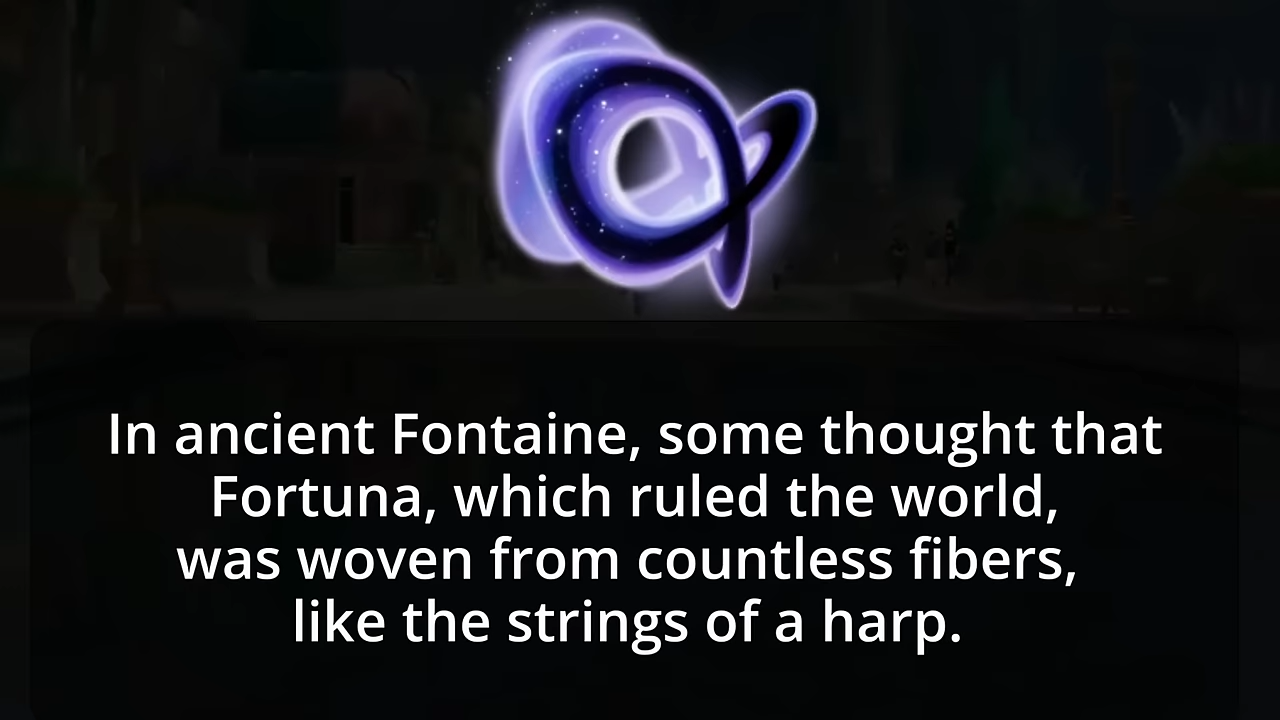 In ancient Fontaine, some thought that
Fortuna, which ruled the world,
was woven from countless fibers,
like the strings of a harp.